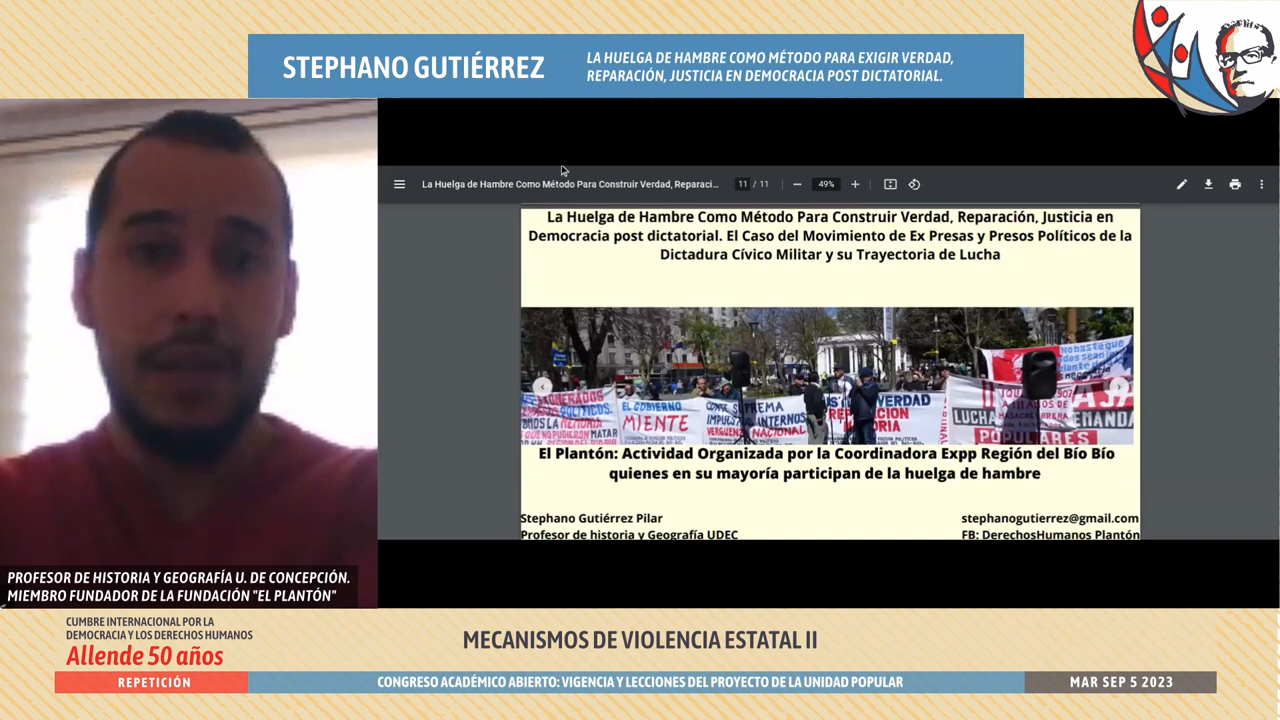 STEPHANO GUTIÉRREZ
LA HUELGA DE HAMBRE COMO MÉTODO PARA EXIGIR VERDAD,
REPARACIÓN, JUSTICIA EN DEMOCRACIA POST DICTATORIAL.
La Huelga de Hambre Como Método Para Construir Verdad, Reparaci...
11 / 11
49%
La Huelga de Hambre Como Método Para Construir Verdad, Reparación, Justicia en
Democracia post dictatorial. El Caso del Movimiento de Ex Presas y Presos Políticos de la
Dictadura Cívico Militar y su Trayectoria de Lucha
EL GOBIERNO
MIENTE
CORTE SUPREMA
IMPUESTOS INTERNOS
VERGÜENZA NACIONAL
VERDAD
LUCHA
POPULARES
El Plantón: Actividad Organizada por la Coordinadora Expp Región del Bío Bío
quienes en su mayoría participan de la huelga de hambre
Stephano Gutiérrez Pilar
stephanogutierrez@gmail.com
Profesor de historia y Geografía UDEC
FB: DerechosHumanos Plantón
PROFESOR DE HISTORIA Y GEOGRAFÍA U. DE CONCEPCIÓN.
MIEMBRO FUNDADOR DE LA FUNDACIÓN "EL PLANTÓN"
CUMBRE INTERNACIONAL POR LA
DEMOCRACIA Y LOS DERECHOS HUMANOS
Allende 50 años
MECANISMOS DE VIOLENCIA ESTATAL II
REPETICIÓN
CONGRESO ACADÉMICO ABIERTO: VIGENCIA Y LECCIONES DEL PROYECTO DE LA UNIDAD POPULAR
MAR SEP 5 2023